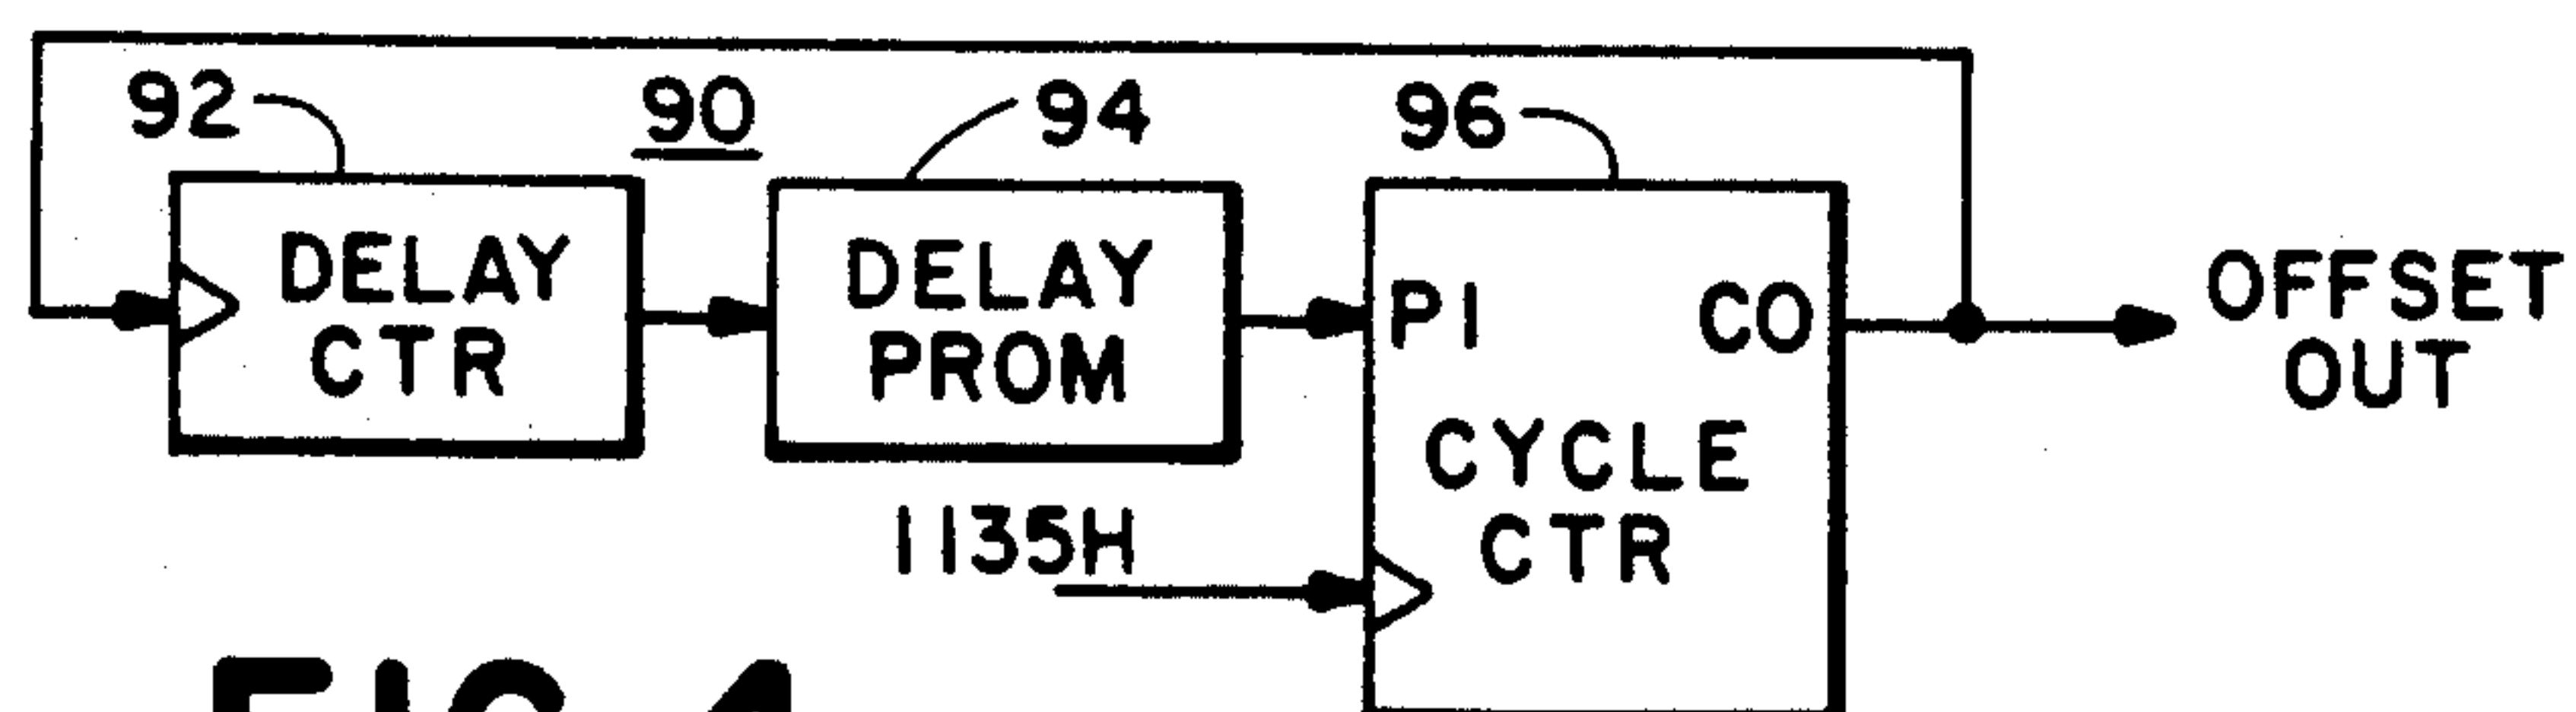 92
90
94
96
DELAY
CTR
DELAY
PROM
PI
CO
CYCLE
CTR
1135H
OFFSET
OUT